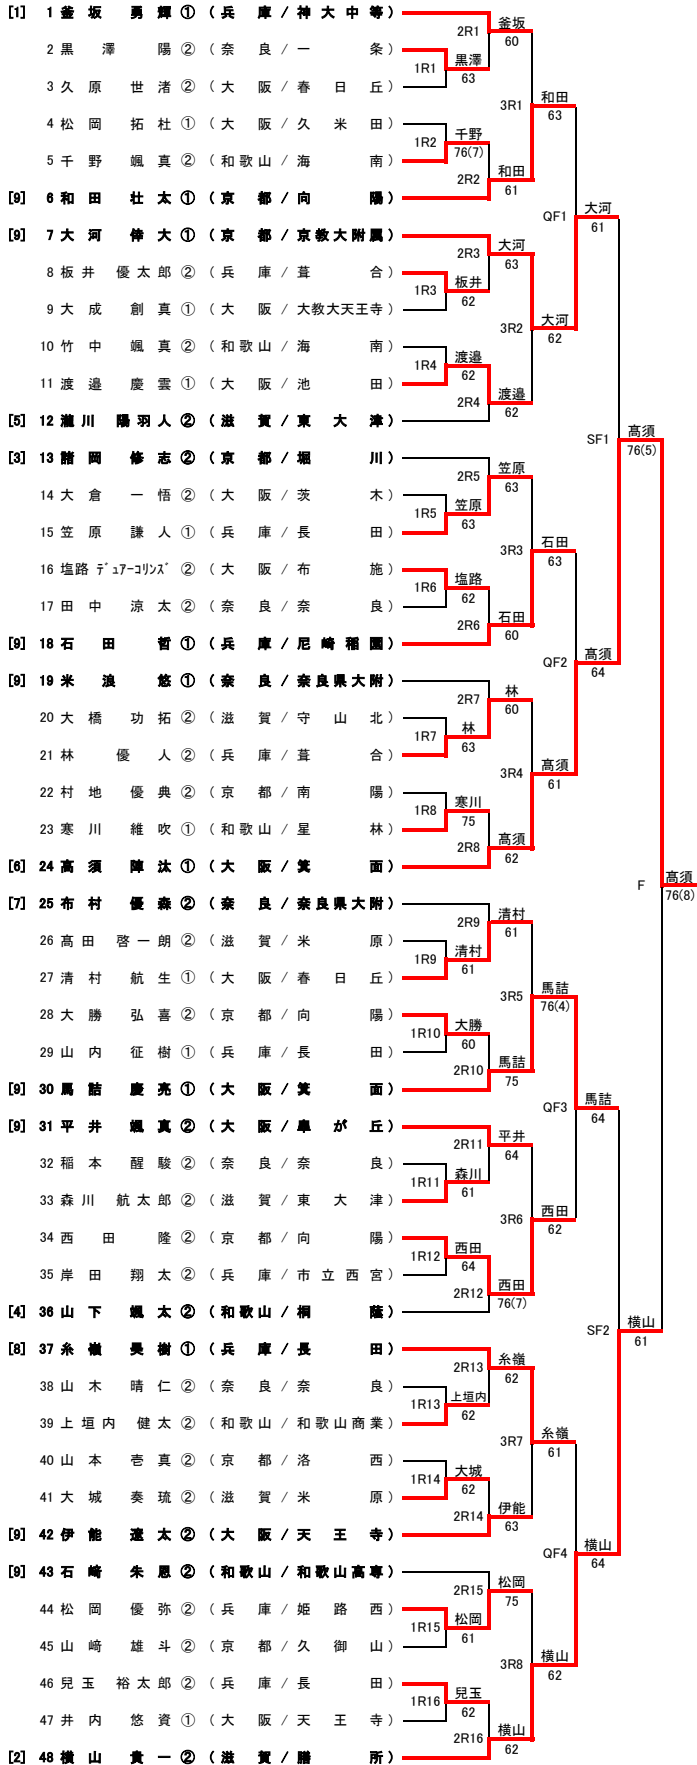 [1] 1 釜坂 勇輝 ① (兵庫/神大中等)
2R1 釜坂
60
2 黒澤 陽 ② (奈良/一条)
1R1 黒澤
63
3 久原 世渚 ② (大阪/春日丘)
3R1 和田
63
4 松岡 拓杜 ① (大阪/久米田)
1R2 千野
76(7)
5 千野 颯真 ② (和歌山/海南)
2R2 和田
61
[9] 6 和田 壮太 ① (京都/向陽)
QF1 大河
61
[9] 7 大河 倖大 ① (京都/京教大附属)
2R3 大河
63
8 板井 優太郎 ② (兵庫/葺合)
1R3 板井
62
9 大成 創真 ① (大阪/大教大天王寺)
3R2 大河
62
10 竹中 颯真 ② (和歌山/海南)
1R4 渡邉
62
11 渡邉 慶雲 ① (大阪/池田)
2R4 渡邉
62
[5] 12 瀧川 陽羽人 ② (滋賀/東大津)
SF1 髙須
76(5)
[3] 13 諸岡 修志 ② (京都/堀川)
2R5 笠原
63
14 大倉 一悟 ② (大阪/茨木)
1R5 笠原
63
15 笠原 謙人 ① (兵庫/長田)
3R3 石田
63
16 塩路 デュアーコリンズ ② (大阪/布施)
1R6 塩路
62
17 田中 涼太 ② (奈良/奈良)
2R6 石田
60
[9] 18 石田 哲 ① (兵庫/尼崎稲園)
QF2 髙須
64
[9] 19 米浪 悠 ① (奈良/奈良県大附)
2R7 林
60
20 大橋 功拓 ② (滋賀/守山北)
1R7 林
63
21 林 優人 ② (兵庫/葺合)
3R4 髙須
61
22 村地 優典 ② (京都/南陽)
1R8 寒川
75
23 寒川 維吹 ① (和歌山/星林)
2R8 髙須
62
[6] 24 髙須 陣汰 ① (大阪/箕面)
F 髙須
76(8)
[7] 25 布村 優森 ② (奈良/奈良県大附)
2R9 清村
61
26 髙田 啓一朗 ② (滋賀/米原)
1R9 清村
61
27 清村 航生 ① (大阪/春日丘)
3R5 馬詰
76(4)
28 大勝 弘喜 ② (京都/向陽)
1R10 大勝
60
29 山内 征樹 ① (兵庫/長田)
2R10 馬詰
75
[9] 30 馬詰 慶亮 ① (大阪/箕面)
QF3 馬詰
64
[9] 31 平井 颯真 ② (大阪/阜が丘)
2R11 平井
64
32 稲本 醒駿 ② (奈良/奈良)
1R11 森川
61
33 森川 航太郎 ② (滋賀/東大津)
3R6 西田
62
34 西田 隆 ② (京都/向陽)
1R12 西田
64
35 岸田 翔太 ② (兵庫/市立西宮)
2R12 西田
76(7)
[4] 36 山下 颯太 ② (和歌山/桐蔭)
SF2 横山
61
[8] 37 糸嶺 旻樹 ① (兵庫/長田)
2R13 糸嶺
62
38 山木 晴仁 ② (奈良/奈良)
1R13 上垣内
62
39 上垣内 健太 ② (和歌山/和歌山商業)
3R7 糸嶺
61
40 山本 壱真 ② (京都/洛西)
1R14 大城
62
41 大城 奏琉 ② (滋賀/米原)
2R14 伊能
63
[9] 42 伊能 遼太 ② (大阪/天王寺)
QF4 横山
64
[9] 43 石崎 朱恩 ② (和歌山/和歌山高専)
2R15 松岡
75
44 松岡 優弥 ② (兵庫/姫路西)
1R15 松岡
61
45 山﨑 雄斗 ② (京都/久御山)
3R8 横山
62
46 兒玉 裕太郎 ② (兵庫/長田)
1R16 兒玉
62
47 井内 悠資 ① (大阪/天王寺)
2R16 横山
62
[2] 48 横山 貴一 ② (滋賀/膳所)